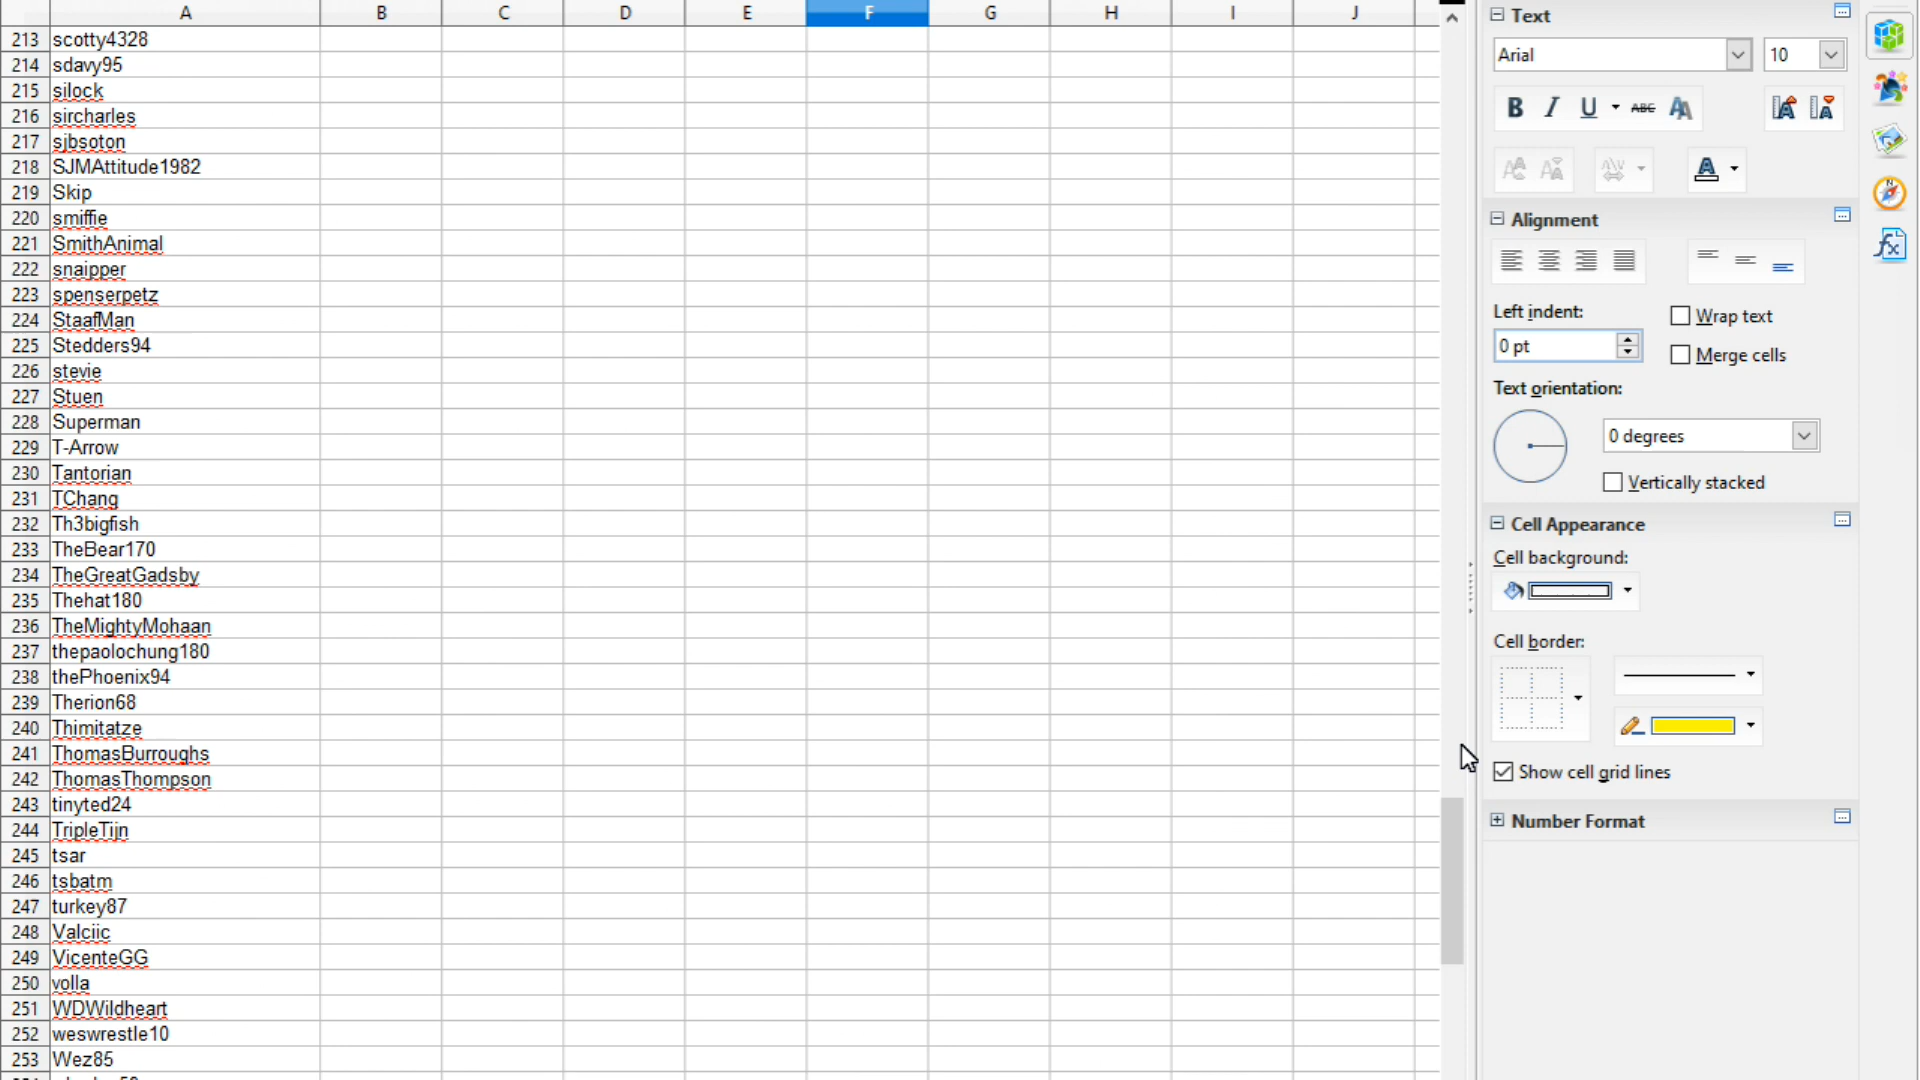 A B C D E F G H I J
213 scotty4328
214 sdavy95
215 silock
216 sircharles
217 sjbsoton
218 SJMAttitude1982
219 Skip
220 smiffie
221 SmithAnimal
222 snaipper
223 spenserpetz
224 StaafMan
225 Stedders94
226 stevie
227 Stuen
228 Superman
229 T-Arrow
230 Tantorian
231 TChang
232 Th3bigfish
233 TheBear170
234 TheGreatGadsby
235 Thehat180
236 TheMightyMohaan
237 thepaolochung180
238 thePhoenix94
239 Therion68
240 Thimitatze
241 ThomasBurroughs
242 ThomasThompson
243 tinyted24
244 TripleTijn
245 tsar
246 tsbatm
247 turkey87
248 Valciic
249 VicenteGG
250 volla
251 WDWildheart
252 weswrestle10
253 Wez85
Text
Arial 10
B I U ABC
Alignment
Left indent:
0 pt
Wrap text
Merge cells
Text orientation:
0 degrees
Vertically stacked
Cell Appearance
Cell background:
Cell border:
Show cell grid lines
Number Format